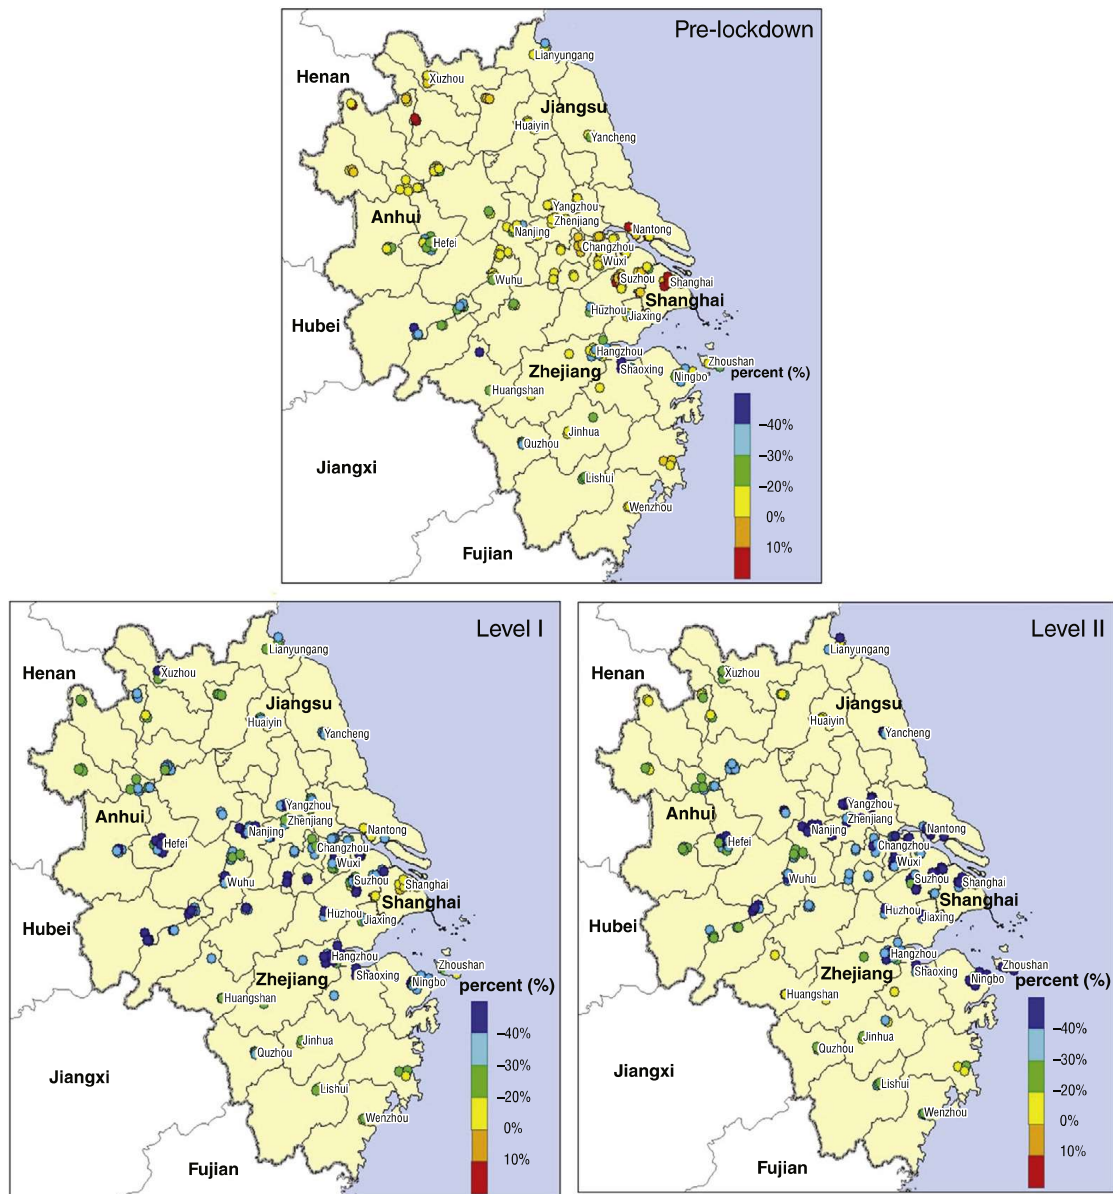 Pre-lockdown
Lianyungang
Henan
Xuzhou
Jiangsu
Huaiyin
Yancheng
Yangzhou
Anhui
Zhenjiang
Nanjing
Nantong
Hefei
Changzhou
Wuxi
Wuhu
Suzhou
Shanghai
Shanghai
Huzhou
Jiaxing
Hubei
Hangzhou
Zhoushan
Zhejiang
Shaoxing
Ningbo
percent (%)
Huangshan
–40%
Jinhua
Quzhou
–30%
Jiangxi
Lishui
–20%
Wenzhou
0%
10%
Fujian
Level I
Lianyungang
Henan
Xuzhou
Jiangsu
Huaiyin
Yancheng
Yangzhou
Anhui
Zhenjiang
Nanjing
Nantong
Hefei
Changzhou
Wuxi
Wuhu
Suzhou
Shanghai
Shanghai
Huzhou
Jiaxing
Hubei
Hangzhou
Zhoushan
Zhejiang
Shaoxing
Ningbo
percent (%)
Huangshan
–40%
Jinhua
Quzhou
–30%
Jiangxi
Lishui
–20%
Wenzhou
0%
10%
Fujian
Level II
Lianyungang
Henan
Xuzhou
Jiangsu
Huaiyin
Yancheng
Yangzhou
Anhui
Zhenjiang
Nanjing
Nantong
Hefei
Changzhou
Wuxi
Wuhu
Suzhou
Shanghai
Shanghai
Huzhou
Jiaxing
Hubei
Hangzhou
Zhoushan
Zhejiang
Shaoxing
Ningbo
percent (%)
Huangshan
–40%
Jinhua
Quzhou
–30%
Jiangxi
Lishui
–20%
Wenzhou
0%
10%
Fujian